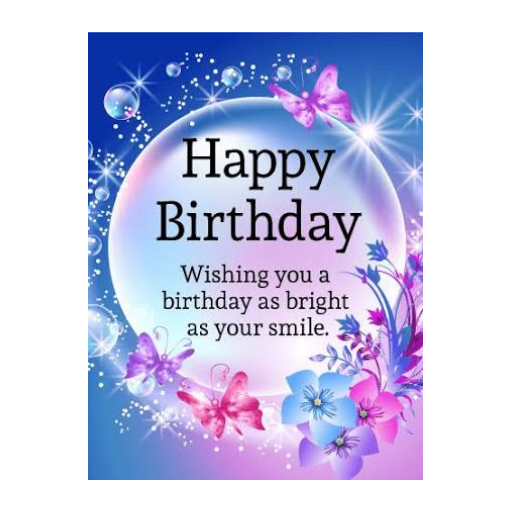 Happy
Birthday
Wishing you a
birthday as bright
as your smile.